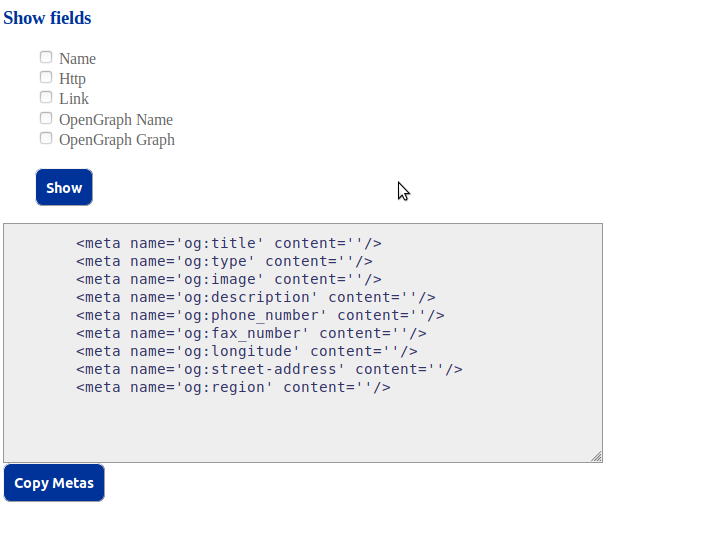 Show fields
Name
Http
Link
OpenGraph Name
OpenGraph Graph
Show
<meta name='og:title' content=''/>
<meta name='og:type' content=''/>
<meta name='og:image' content=''/>
<meta name='og:description' content=''/>
<meta name='og:phone_number' content=''/>
<meta name='og:fax_number' content=''/>
<meta name='og:longitude' content=''/>
<meta name='og:street-address' content=''/>
<meta name='og:region' content=''/>
Copy Metas